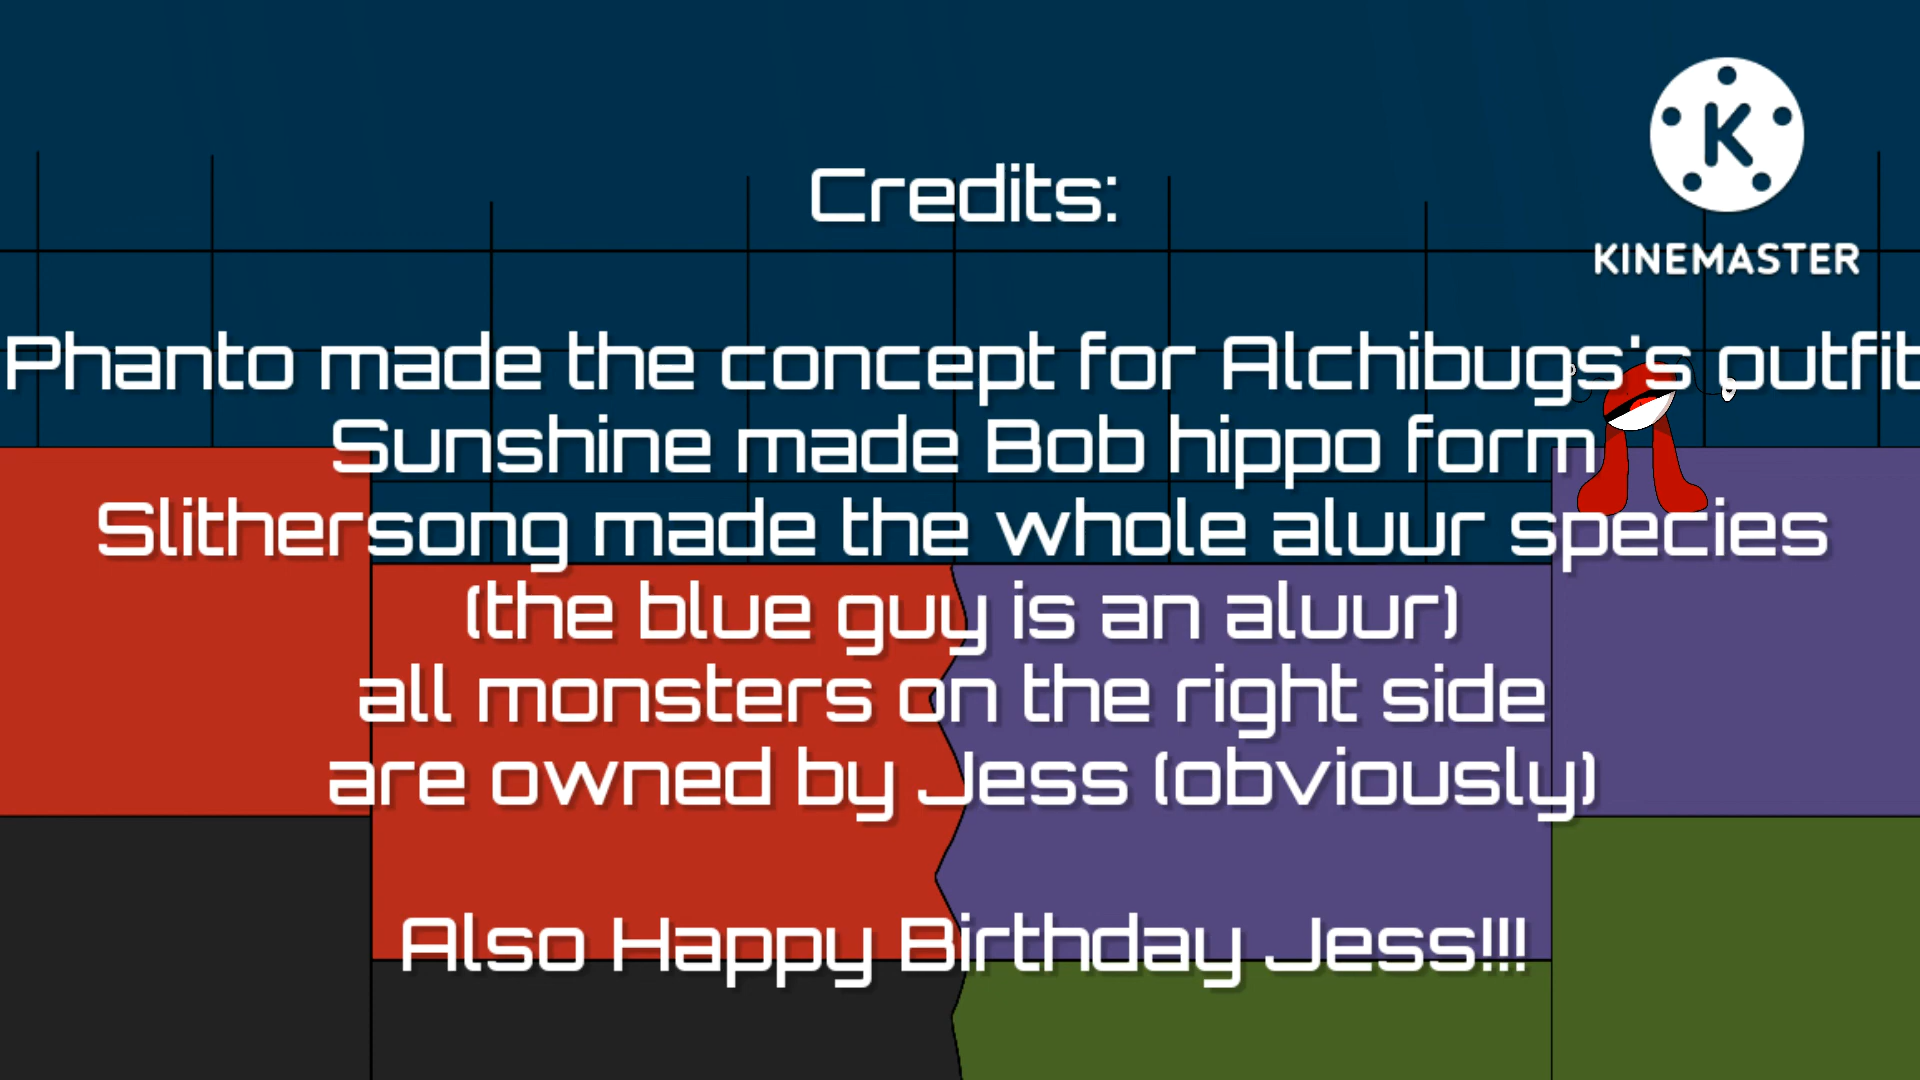 K
KINEMASTER
Credits:
Phanto made the concept for Alchibugs's outfit
Sunshine made Bob hippo form
Slithersong made the whole aluur species
(the blue guy is an aluur)
all monsters on the right side
are owned by Jess (obviously)
Also Happy Birthday Jess!!!